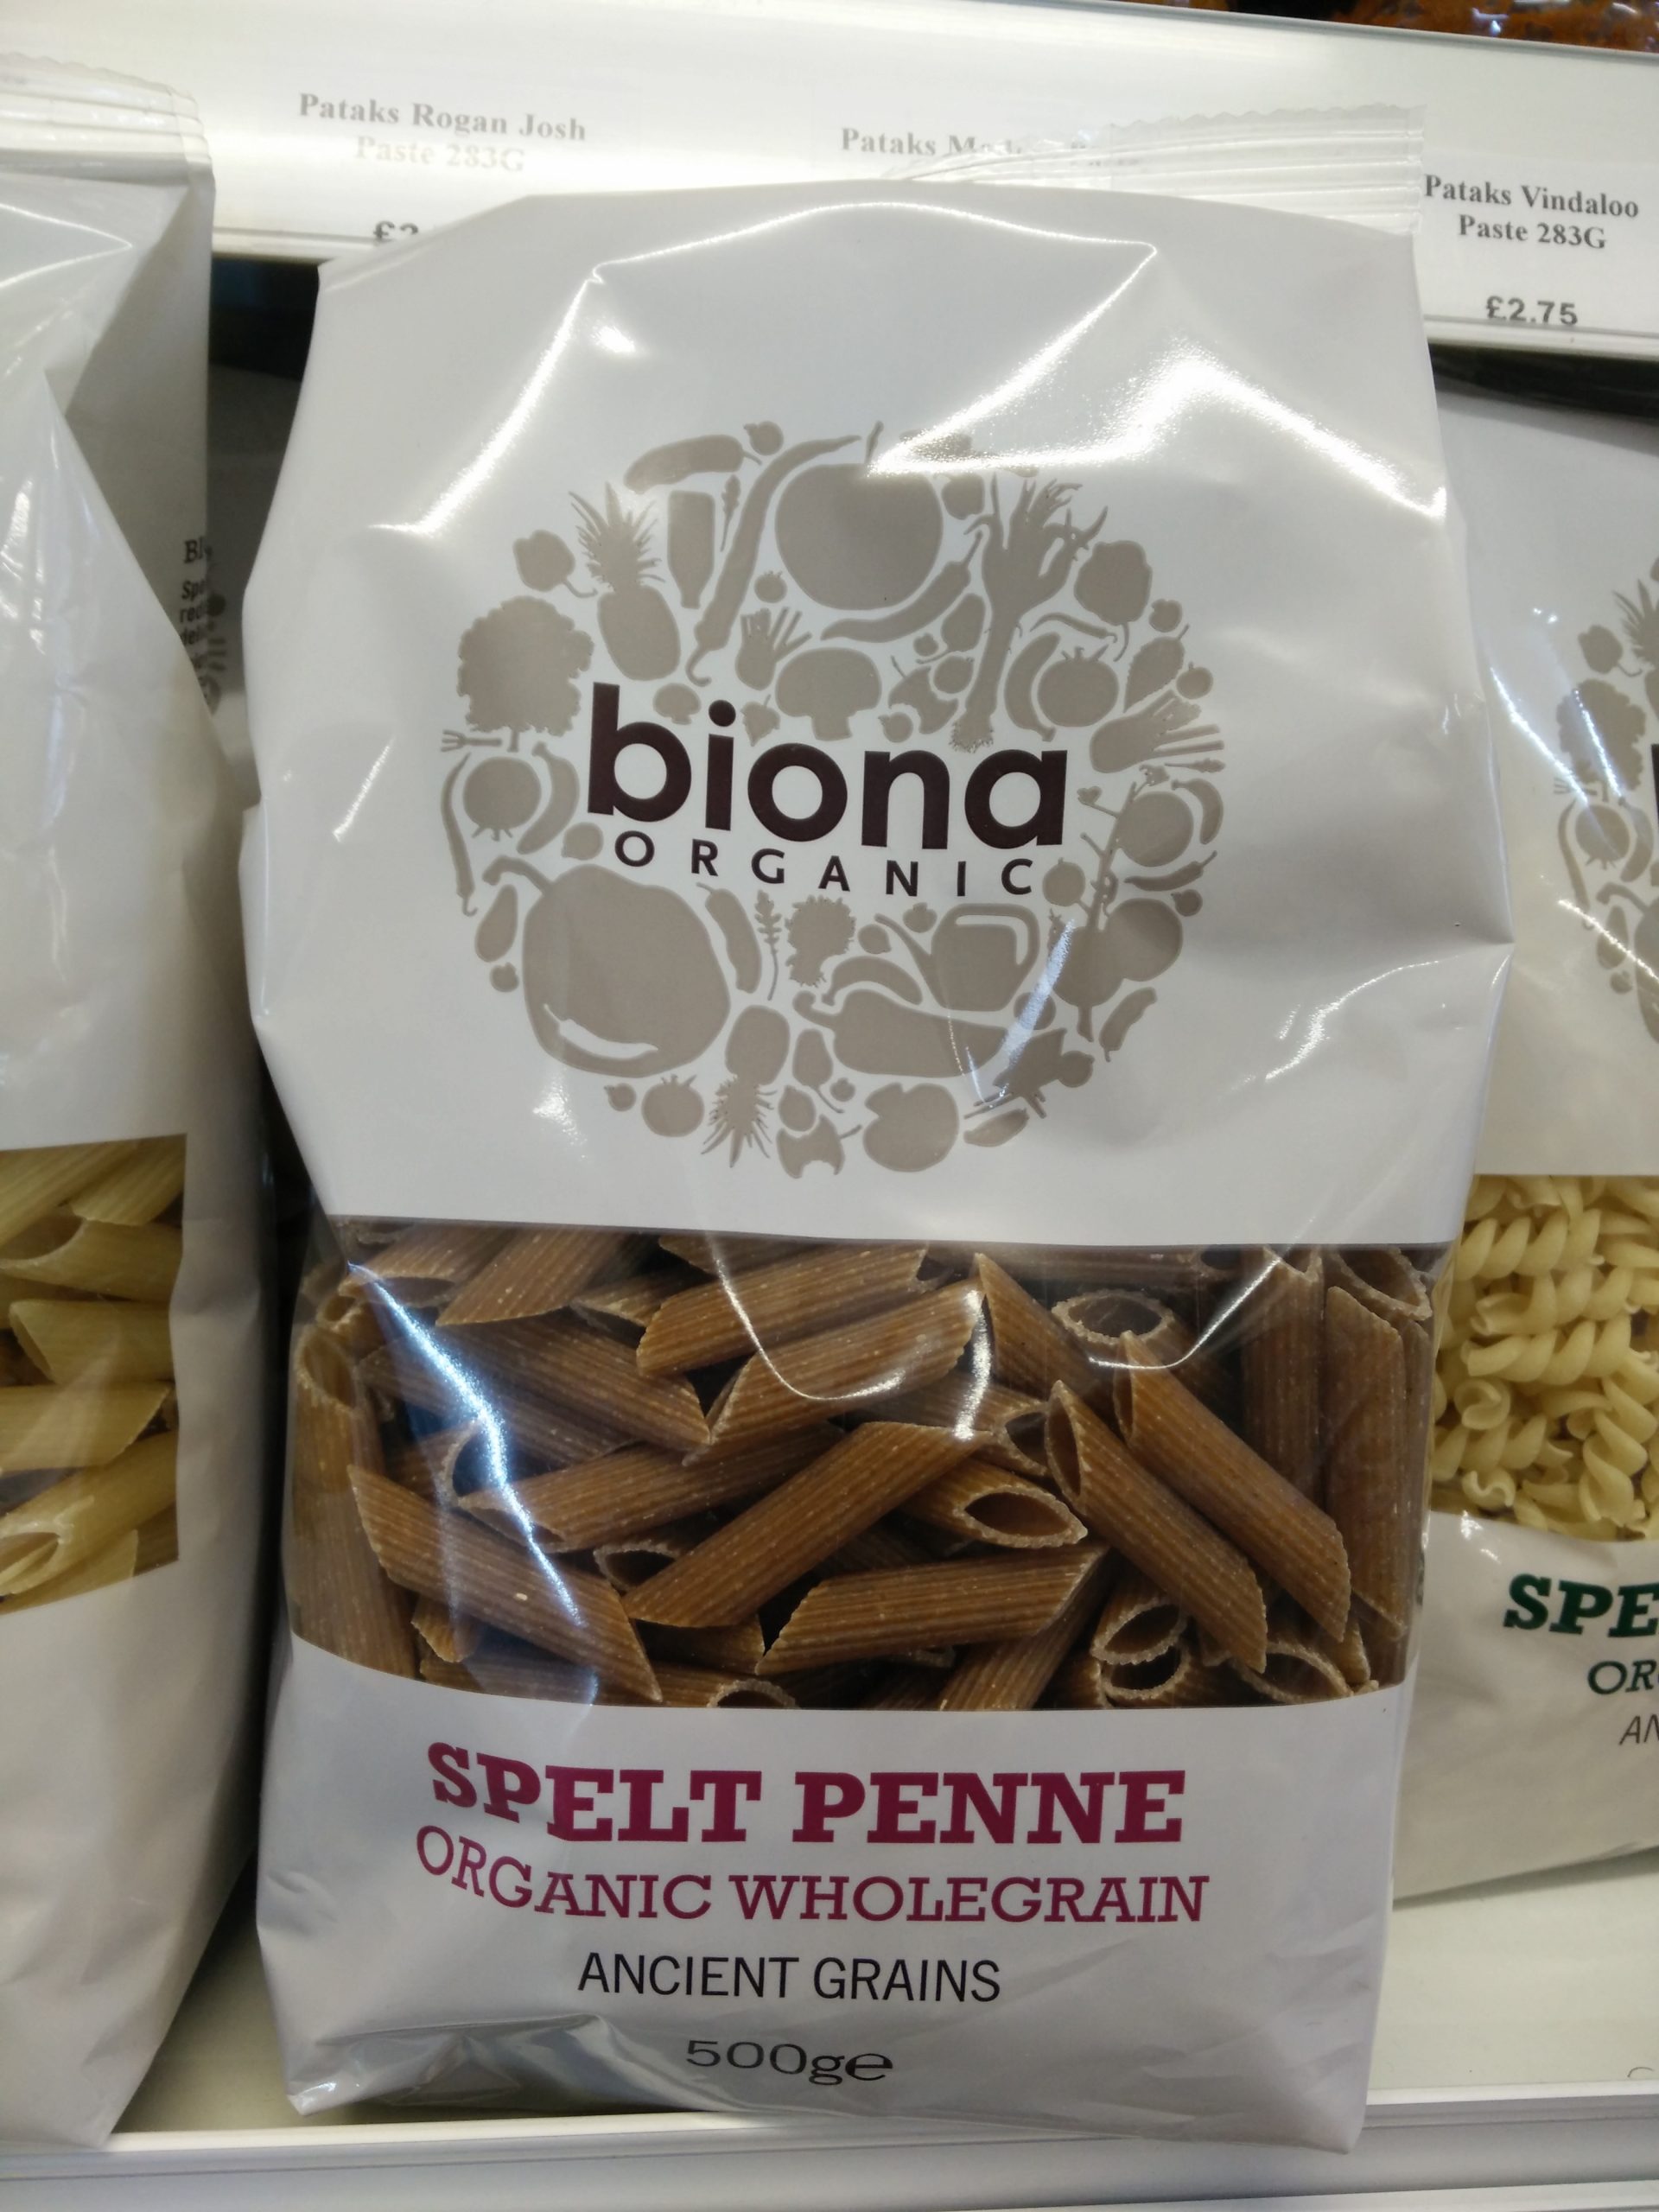 Pataks Rogan Josh
Paste 283G
Pataks
Pataks Vindaloo
Paste 283G
£2.75
biona
ORGANIC
SPELT PENNE
ORGANIC WHOLEGRAIN
ANCIENT GRAINS
500g℮